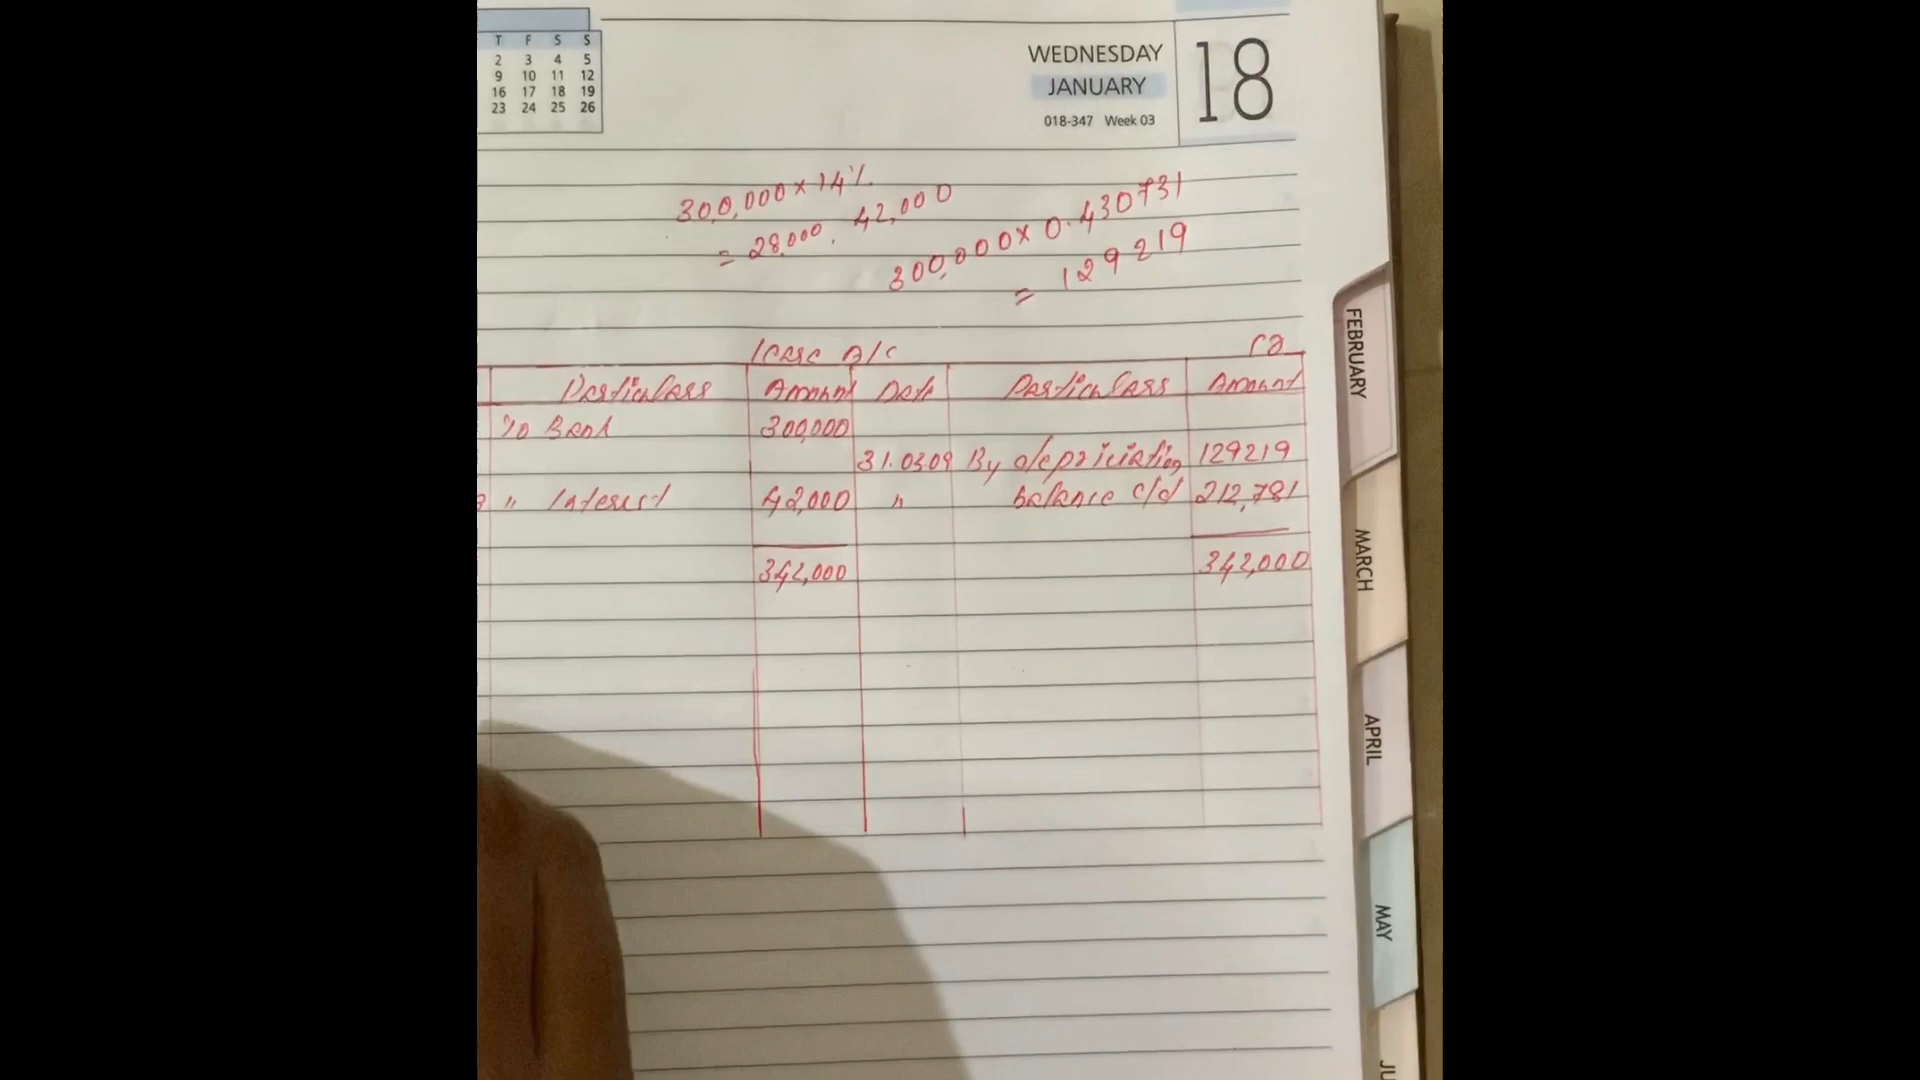 T F S S
2 3 4 5
9 10 11 12
16 17 18 19
23 24 25 26
WEDNESDAY
JANUARY
018-347 Week 03
18
300,000 × 14%
= 28,000. 42,000
300,000 × 0.430731
= 129219
lease A/C
Particulars Amount Date Particulars Amount
To Bank 300,000
31.03.09 By depriciation 129219
" Interest 42,000 " balance c/d 212,781
342,000 342,000
FEBRUARY
MARCH
APRIL
MAY
JU